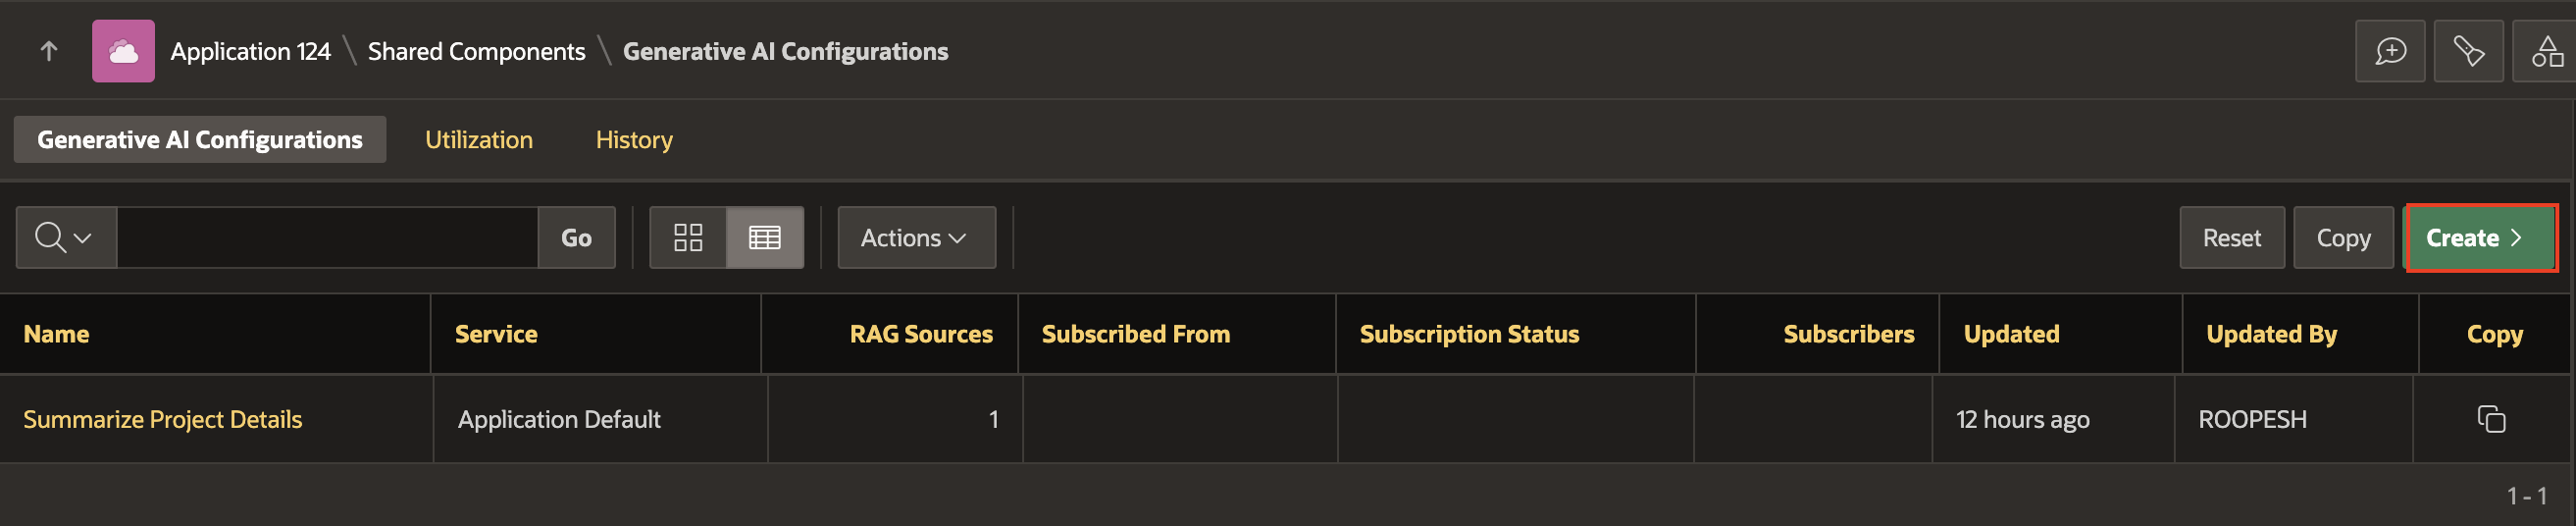 Application 124 \ Shared Components \ Generative AI Configurations
Generative AI Configurations Utilization History
Go Actions Reset Copy Create
Name Service RAG Sources Subscribed From Subscription Status Subscribers Updated Updated By Copy
Summarize Project Details Application Default 1 12 hours ago ROOPESH
1 - 1